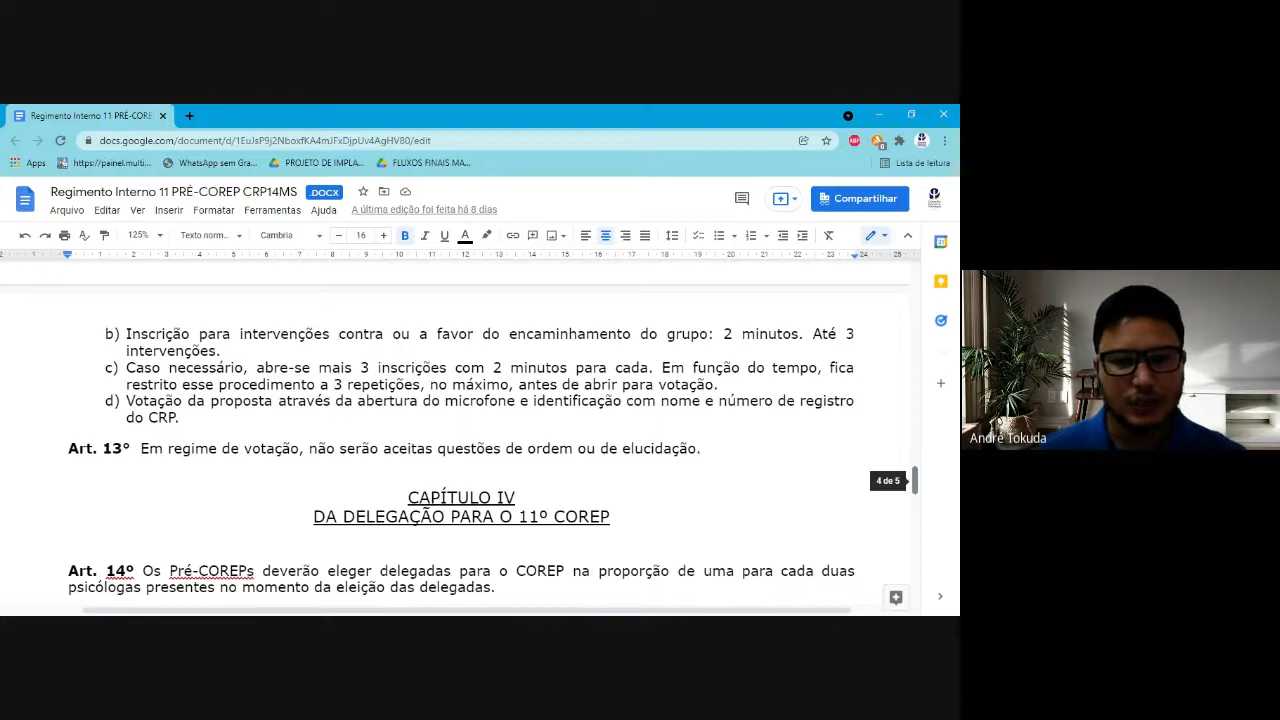 Regimento Interno 11 PRÉ-CORE
docs.google.com/document/d/1EuJsP9j2NboxfKA4mJFxDjpUv4AgHV80/edit
Apps https://painel.multi... WhatsApp sem Gra... PROJETO DE IMPLA... FLUXOS FINAIS MA... Lista de leitura
Regimento Interno 11 PRÉ-COREP CRP14MS .DOCX
Arquivo Editar Ver Inserir Formatar Ferramentas Ajuda A última edição foi feita há 8 dias
Compartilhar
125% Texto norm... Cambria 16
b) Inscrição para intervenções contra ou a favor do encaminhamento do grupo: 2 minutos. Até 3
intervenções.
c) Caso necessário, abre-se mais 3 inscrições com 2 minutos para cada. Em função do tempo, fica
restrito esse procedimento a 3 repetições, no máximo, antes de abrir para votação.
d) Votação da proposta através da abertura do microfone e identificação com nome e número de registro
do CRP.
Art. 13° Em regime de votação, não serão aceitas questões de ordem ou de elucidação.
4 de 5
CAPÍTULO IV
DA DELEGAÇÃO PARA O 11º COREP
Art. 14º Os Pré-COREPs deverão eleger delegadas para o COREP na proporção de uma para cada duas
psicólogas presentes no momento da eleição das delegadas.
André Tokuda